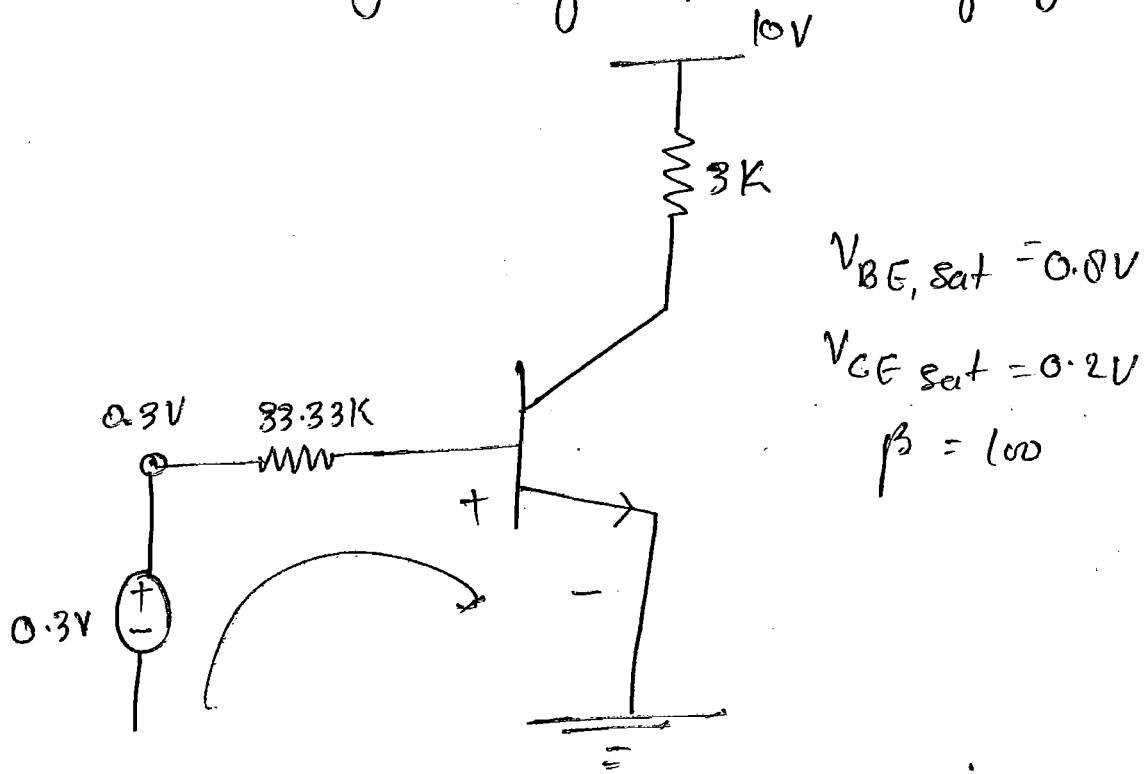 10V
3K
V_BE, sat = 0.8V
V_CE sat = 0.2V
β = 100
0.3V 33.33K
+
-
+
-
0.3V